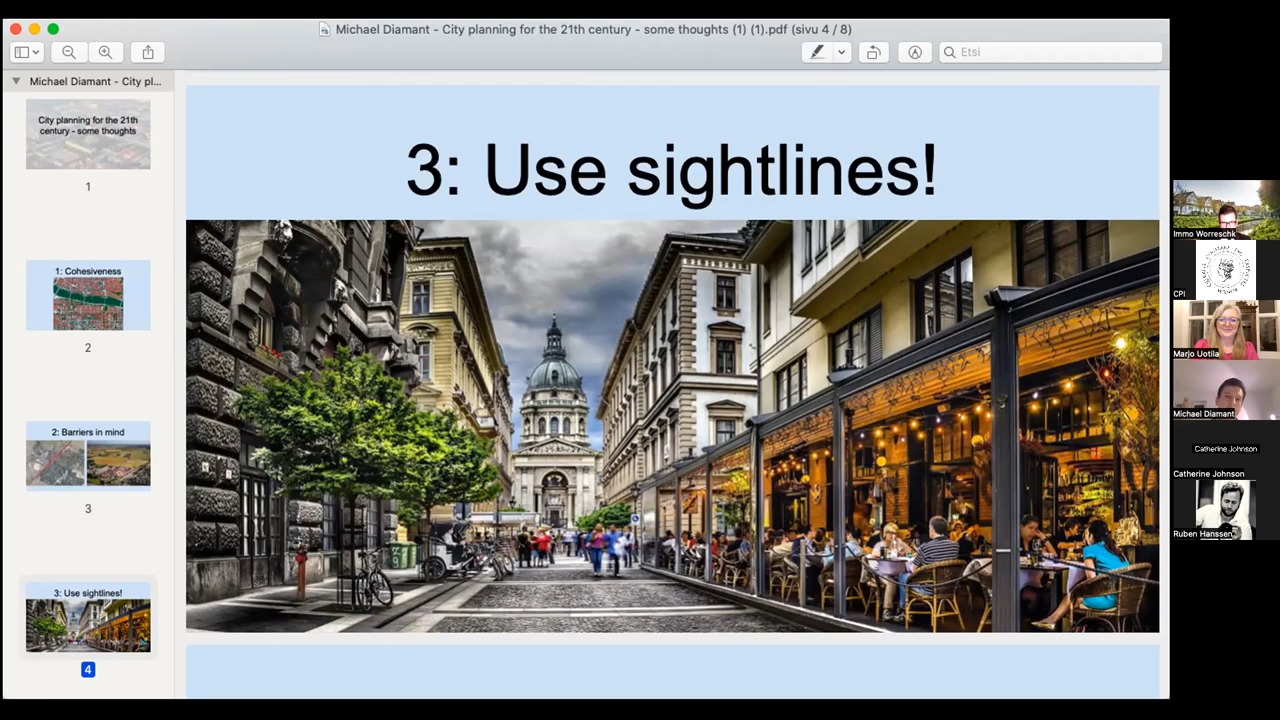 Michael Diamant - City planning for the 21th century - some thoughts (1) (1).pdf (sivu 4 / 8)
Etsi
Michael Diamant - City pl...
City planning for the 21th
century - some thoughts
1
1: Cohesiveness
2
2: Barriers in mind
3
3: Use sightlines!
4
3: Use sightlines!
Immo Worreschk
CPI
Marjo Uotila
Michael Diamant
Catherine Johnson
Catherine Johnson
Ruben Hanssen